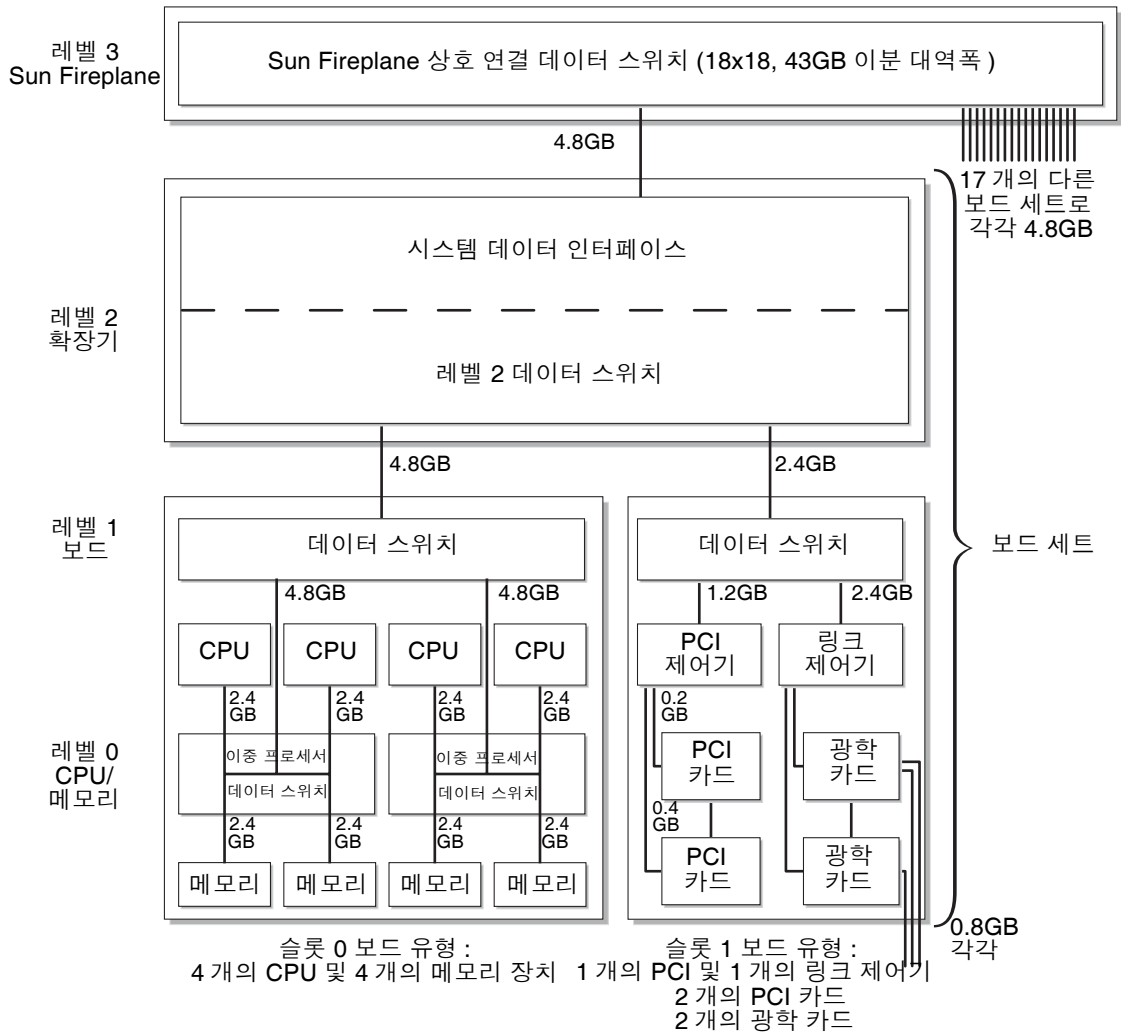 레벨 3
Sun Fireplane
Sun Fireplane 상호 연결 데이터 스위치 (18x18, 43GB 이분 대역폭 )
4.8GB
17 개의 다른
보드 세트로
각각 4.8GB
시스템 데이터 인터페이스
레벨 2
확장기
레벨 2 데이터 스위치
4.8GB
2.4GB
레벨 1
보드
데이터 스위치
데이터 스위치
보드 세트
4.8GB
4.8GB
1.2GB
2.4GB
CPU
CPU
CPU
CPU
PCI
제어기
링크
제어기
2.4
GB
2.4
GB
2.4
GB
2.4
GB
0.2
GB
레벨 0
CPU/
메모리
이중 프로세서
데이터 스위치
이중 프로세서
데이터 스위치
PCI
카드
광학
카드
2.4
GB
2.4
GB
2.4
GB
2.4
GB
0.4
GB
메모리
메모리
메모리
메모리
PCI
카드
광학
카드
0.8GB
각각
슬롯 0 보드 유형 :
4 개의 CPU 및 4 개의 메모리 장치
슬롯 1 보드 유형 :
1 개의 PCI 및 1 개의 링크 제어기
2 개의 PCI 카드
2 개의 광학 카드